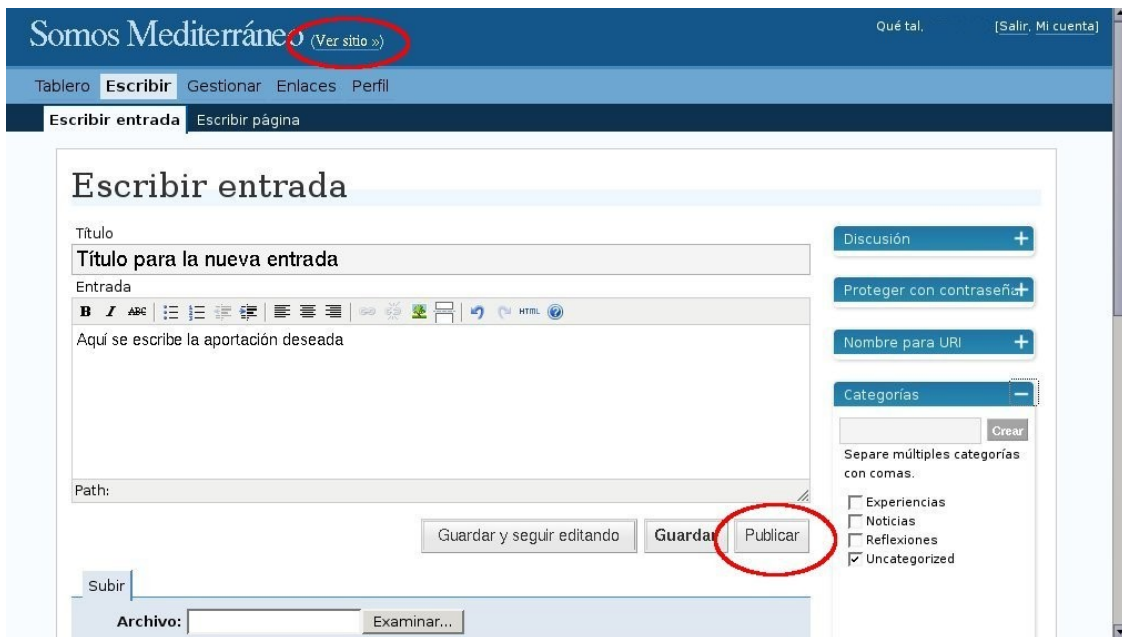 Somos Mediterráneo (Ver sitio »)
Qué tal, [Salir, Mi cuenta]
Tablero Escribir Gestionar Enlaces Perfil
Escribir entrada Escribir página
Escribir entrada
Título
Título para la nueva entrada
Entrada
B I ABC HTML
Aquí se escribe la aportación deseada
Path:
Guardar y seguir editando Guardar Publicar
Subir
Archivo: Examinar...
Discusión
Proteger con contraseña
Nombre para URI
Categorías
Crear
Separe múltiples categorías
con comas.
Experiencias
Noticias
Reflexiones
Uncategorized